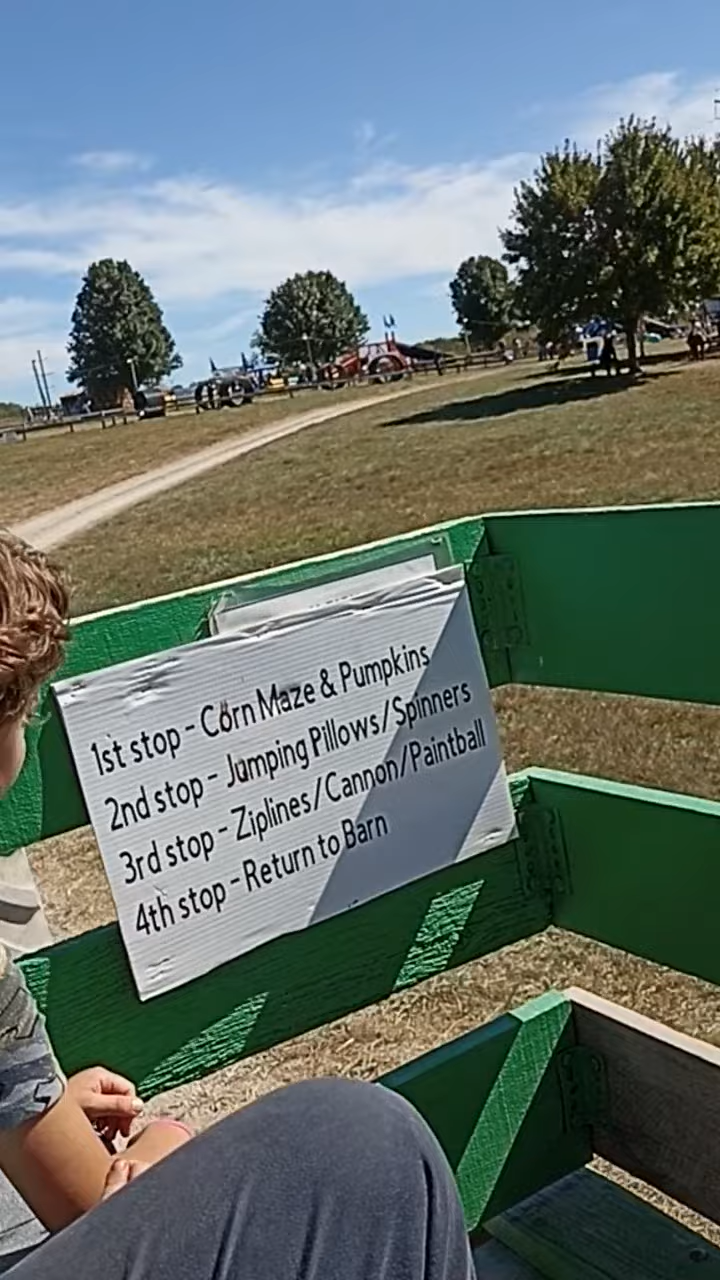 1st stop - Corn Maze & Pumpkins
2nd stop - Jumping Pillows/Spinners
3rd stop - Ziplines/Cannon/Paintball
4th stop - Return to Barn